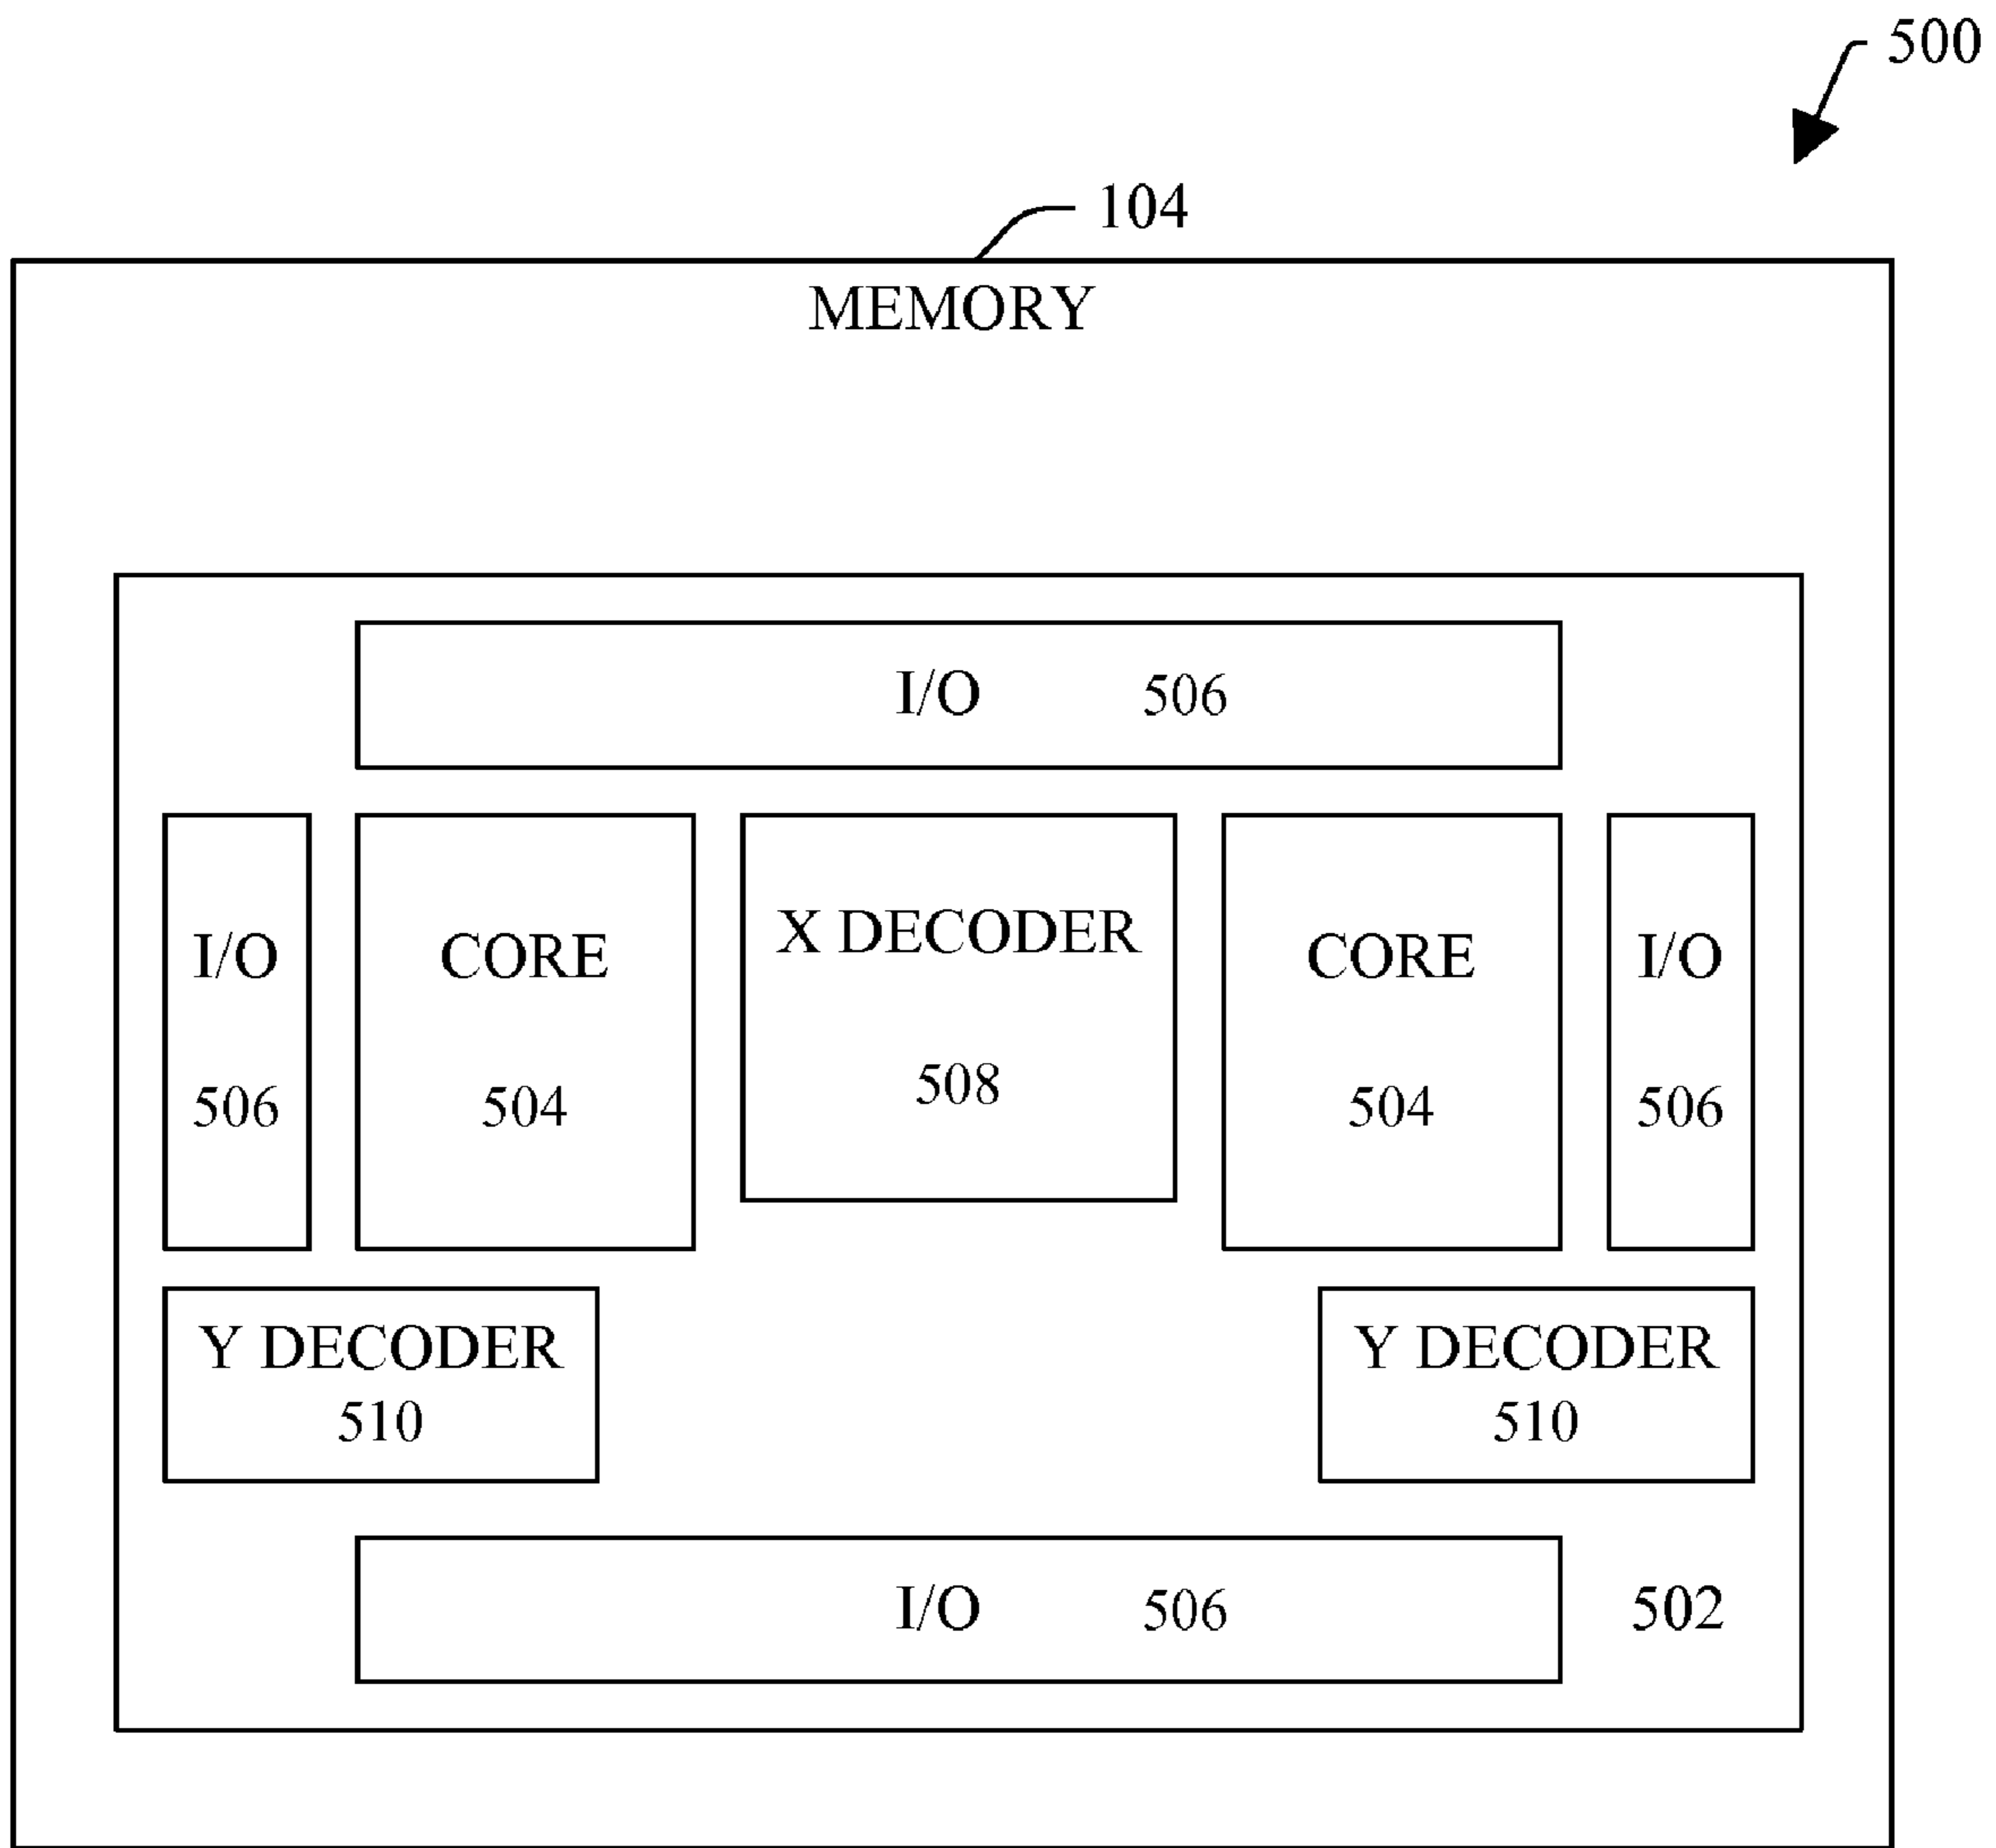 500
104
MEMORY
I/O 506
I/O
506
CORE
504
X DECODER
508
CORE
504
I/O
506
Y DECODER
510
Y DECODER
510
I/O 506
502